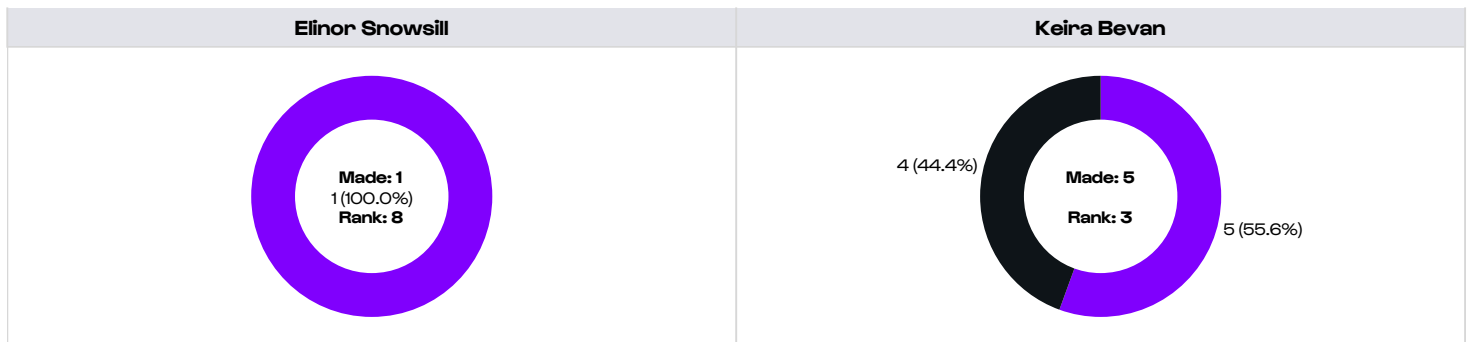 Elinor Snowsill
Keira Bevan
Made: 1
1 (100.0%)
Rank: 8
4 (44.4%)
Made: 5
Rank: 3
5 (55.6%)